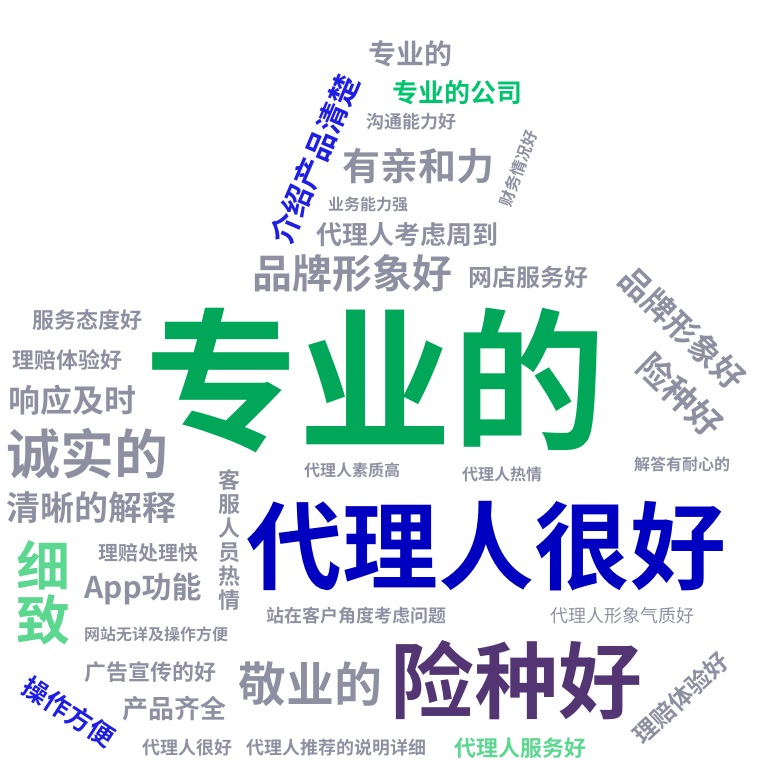 专业的
专业的公司
介绍产品清楚
沟通能力好
财务情况好
有亲和力
业务能力强
代理人考虑周到
品牌形象好
网店服务好
品牌形象好
服务态度好
专业的
理赔体验好
险种好
响应及时
诚实的
代理人素质高
代理人热情
解答有耐心的
客服人员热情
清晰的解释
代理人很好
细致
理赔处理快
App功能
站在客户角度考虑问题
代理人形象气质好
网站无详及操作方便
敬业的
险种好
广告宣传的好
理赔体验好
操作方便
产品齐全
代理人很好
代理人推荐的说明详细
代理人服务好